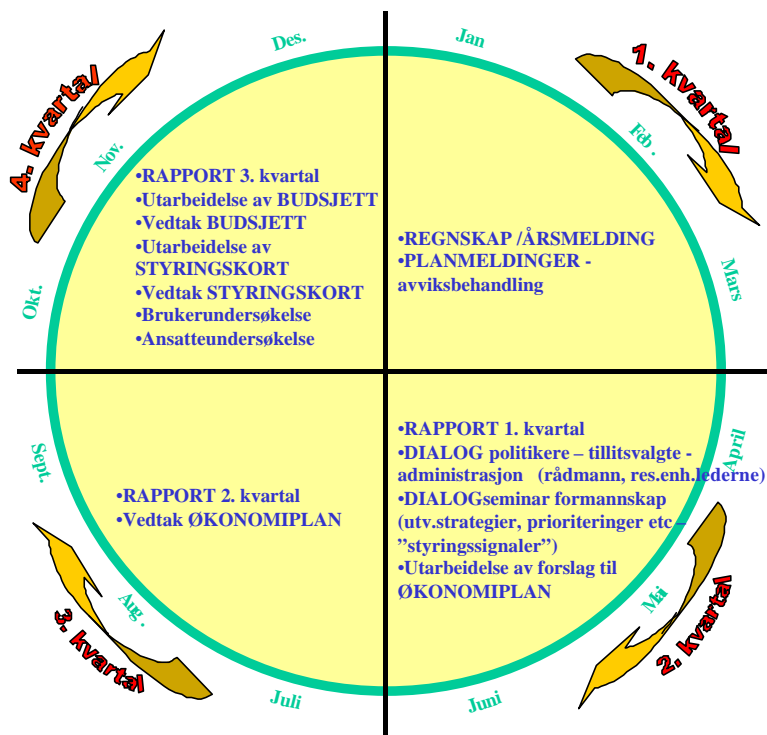 Des.
Jan
1. kvartal
Feb.
Mars
•REGNSKAP /ÅRSMELDING
•PLANMELDINGER -
avviksbehandling
April
•RAPPORT 1. kvartal
•DIALOG politikere – tillitsvalgte -
administrasjon (rådmann, res.enh.lederne)
•DIALOGseminar formannskap
(utv.strategier, prioriteringer etc –
”styringssignaler”)
•Utarbeidelse av forslag til
ØKONOMIPLAN
Mai
2. kvartal
Juni
Juli
3. kvartal
Aug.
Sept.
•RAPPORT 2. kvartal
•Vedtak ØKONOMIPLAN
Okt.
Nov.
4. kvartal
•RAPPORT 3. kvartal
•Utarbeidelse av BUDSJETT
•Vedtak BUDSJETT
•Utarbeidelse av
STYRINGSKORT
•Vedtak STYRINGSKORT
•Brukerundersøkelse
•Ansatteundersøkelse